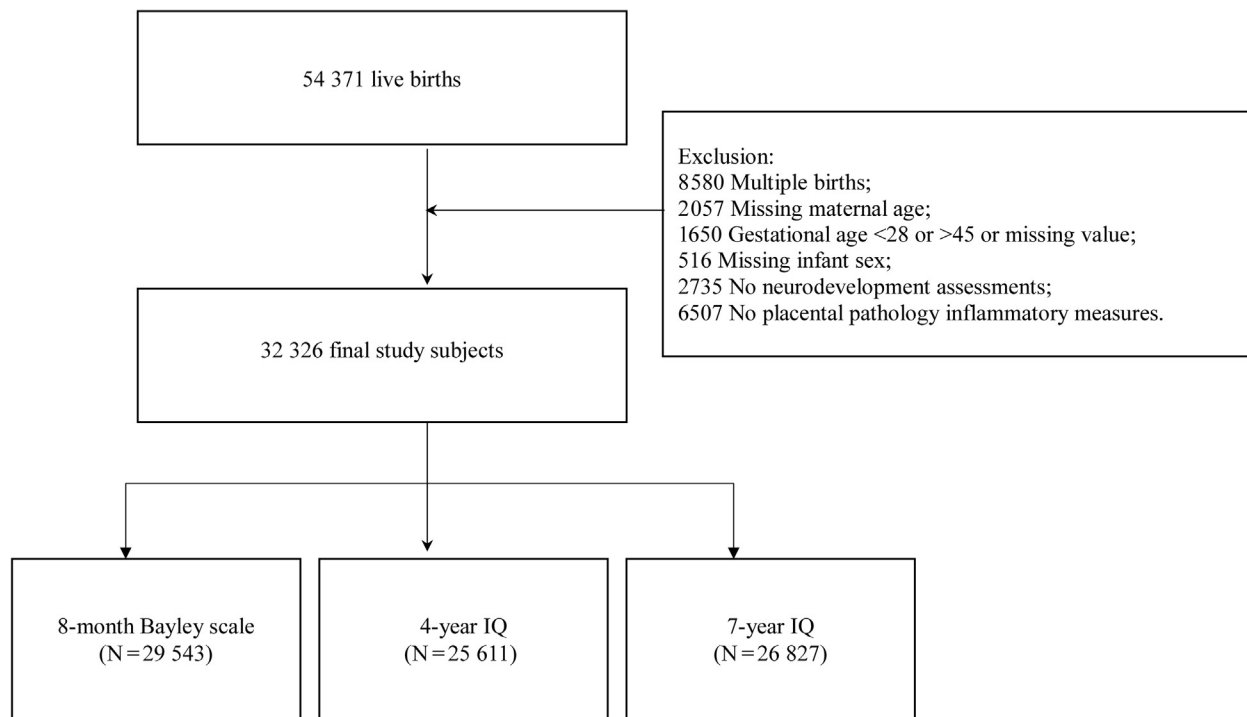 54 371 live births
Exclusion:
8580 Multiple births;
2057 Missing maternal age;
1650 Gestational age <28 or >45 or missing value;
516 Missing infant sex;
2735 No neurodevelopment assessments;
6507 No placental pathology inflammatory measures.
32 326 final study subjects
8-month Bayley scale
(N=29 543)
4-year IQ
(N=25 611)
7-year IQ
(N=26 827)